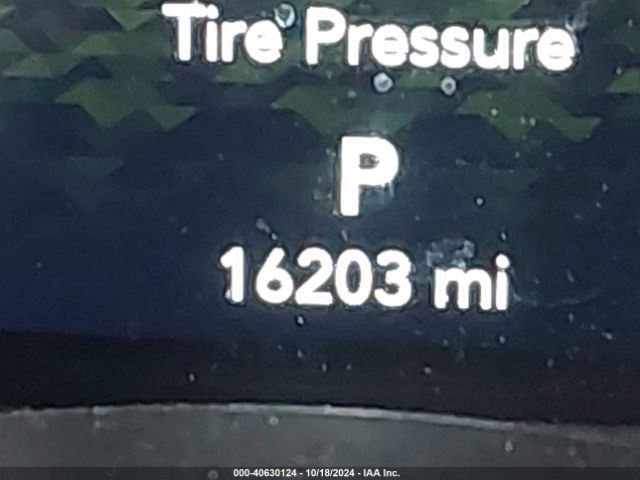 Tire Pressure
P
16203 mi
000-40630124 - 10/18/2024 - IAA Inc.